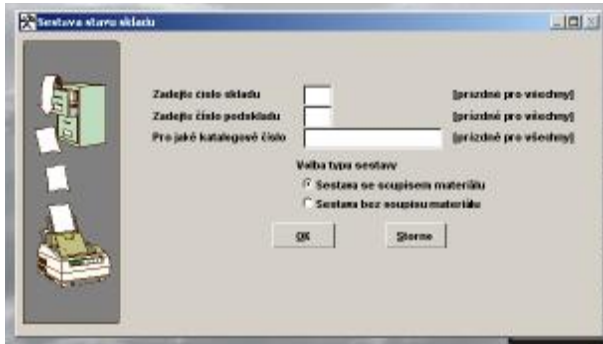 Sestava stavu skladu
Zadejte číslo skladu [prázdné pro všechny]
Zadejte číslo podskladu [prázdné pro všechny]
Pro jaké katalogové číslo [prázdné pro všechny]
Volba typu sestavy
Sestava se soupisem materiálu
Sestava bez soupisu materiálu
OK Storno